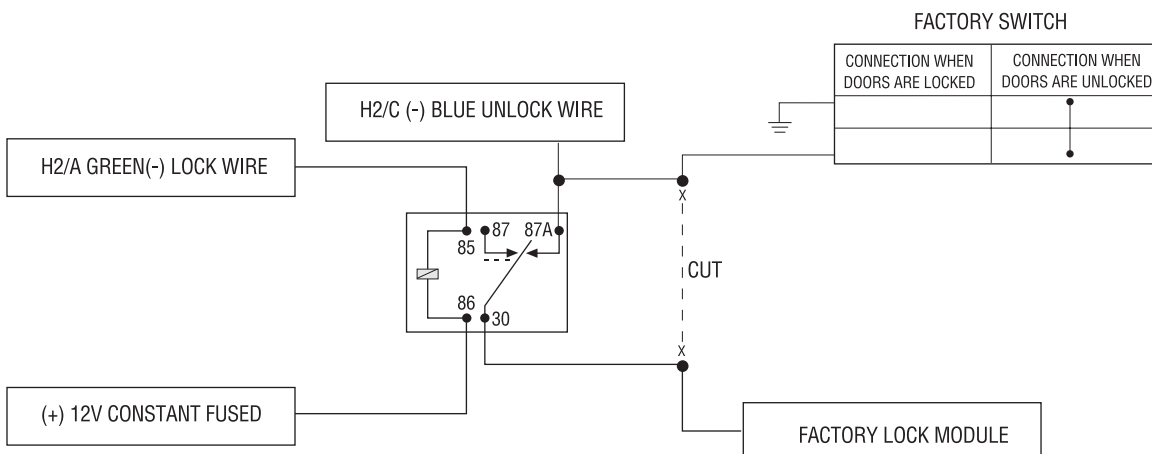 FACTORY SWITCH
CONNECTION WHEN
DOORS ARE LOCKED
CONNECTION WHEN
DOORS ARE UNLOCKED
H2/C (-) BLUE UNLOCK WIRE
H2/A GREEN(-) LOCK WIRE
87
87A
85
X
CUT
86
30
X
(+) 12V CONSTANT FUSED
FACTORY LOCK MODULE